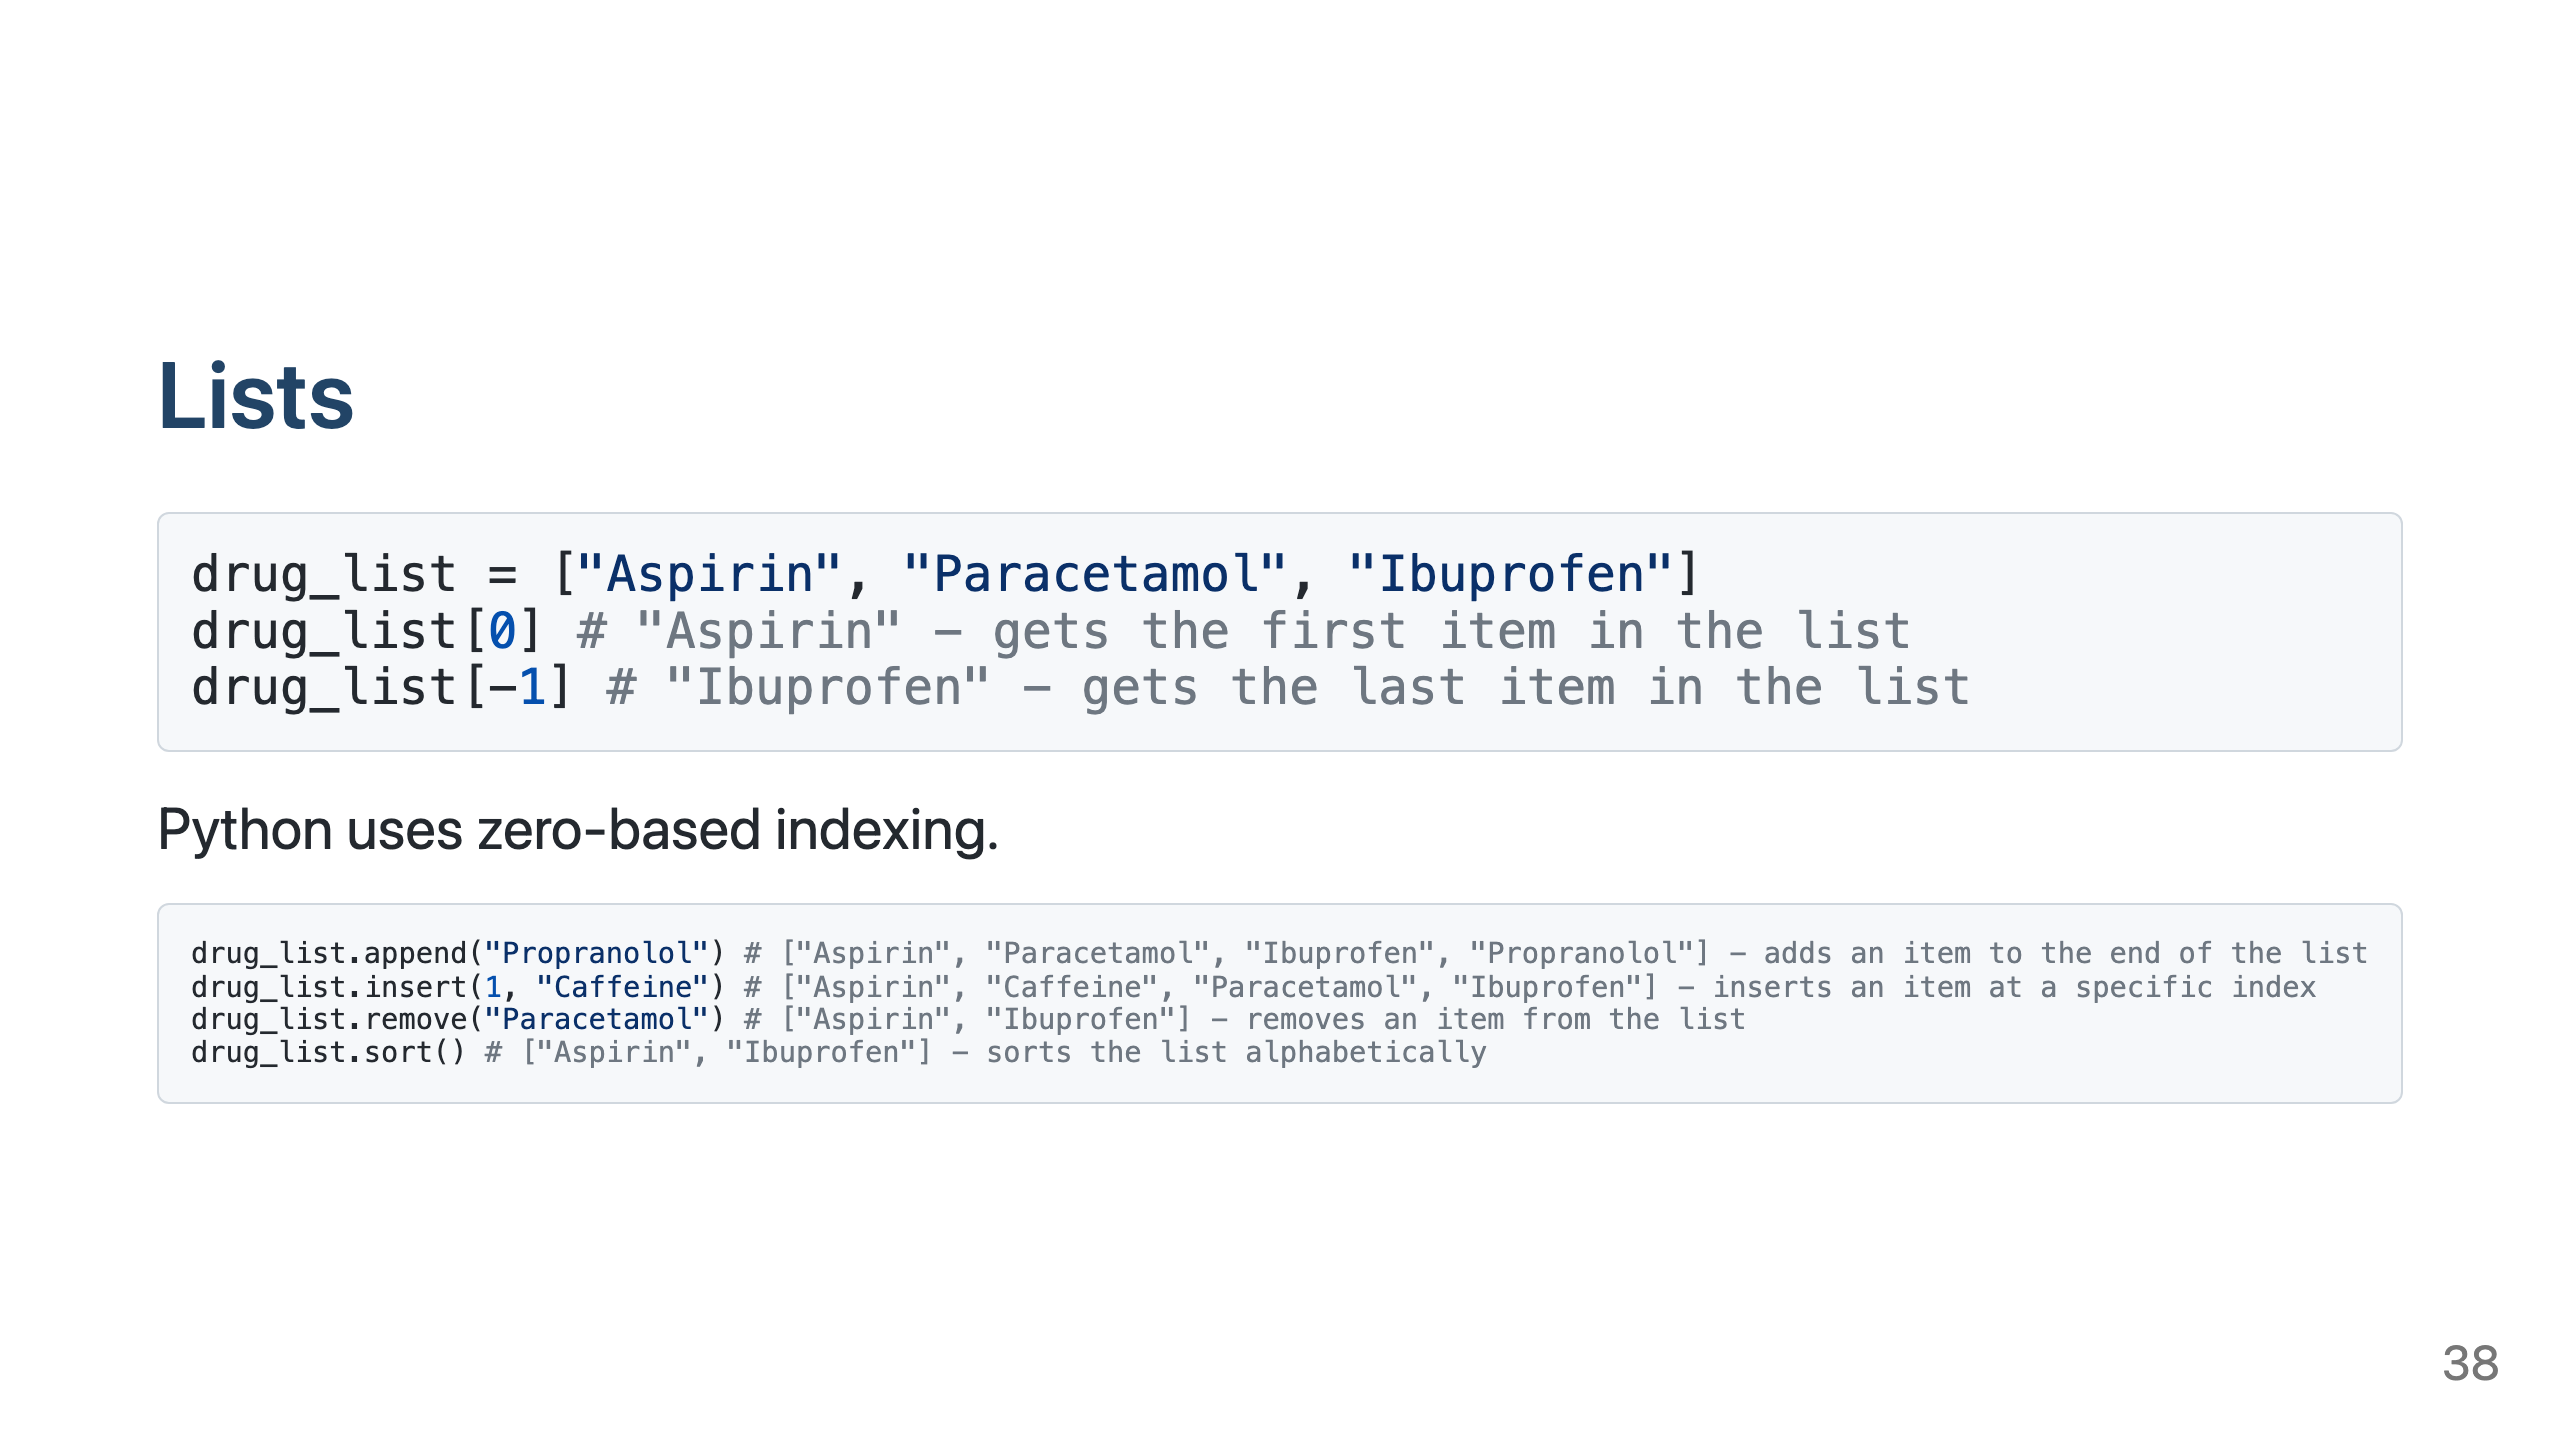 Lists
drug_list = ["Aspirin", "Paracetamol", "Ibuprofen"]
drug_list[0] # "Aspirin" - gets the first item in the list
drug_list[-1] # "Ibuprofen" - gets the last item in the list
Python uses zero-based indexing.
drug_list.append("Propranolol") # ["Aspirin", "Paracetamol", "Ibuprofen", "Propranolol"] - adds an item to the end of the list
drug_list.insert(1, "Caffeine") # ["Aspirin", "Caffeine", "Paracetamol", "Ibuprofen"] - inserts an item at a specific index
drug_list.remove("Paracetamol") # ["Aspirin", "Ibuprofen"] - removes an item from the list
drug_list.sort() # ["Aspirin", "Ibuprofen"] - sorts the list alphabetically
38